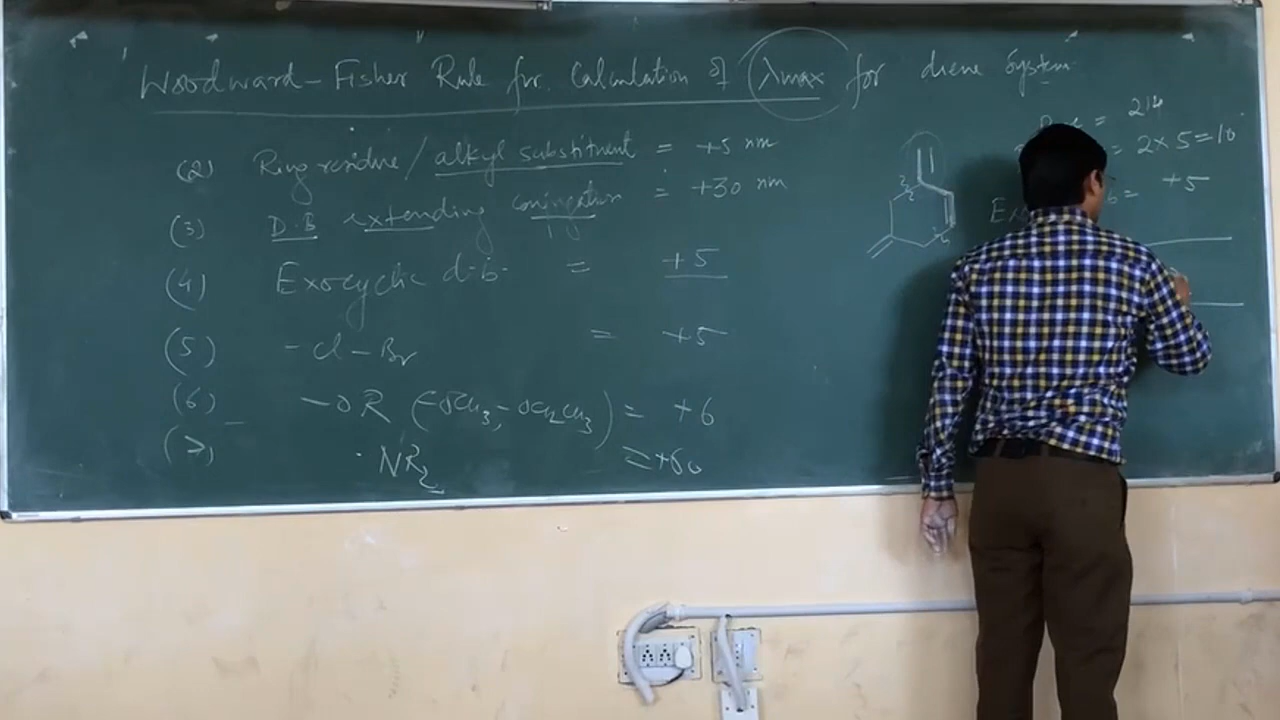 Woodward-Fisher Rule for Calculation of λmax for diene System
(2) Ring residue / alkyl substituent = +5 nm
(3) D.B extending conjugation = +30 nm
(4) Exocyclic d.b. = +5
(5) -Cl -Br = +5
(6) -OR (-OCH3, -OCH2CH3) = +6
(7) NR2 = +60
= 214
= 2×5=10
= +5